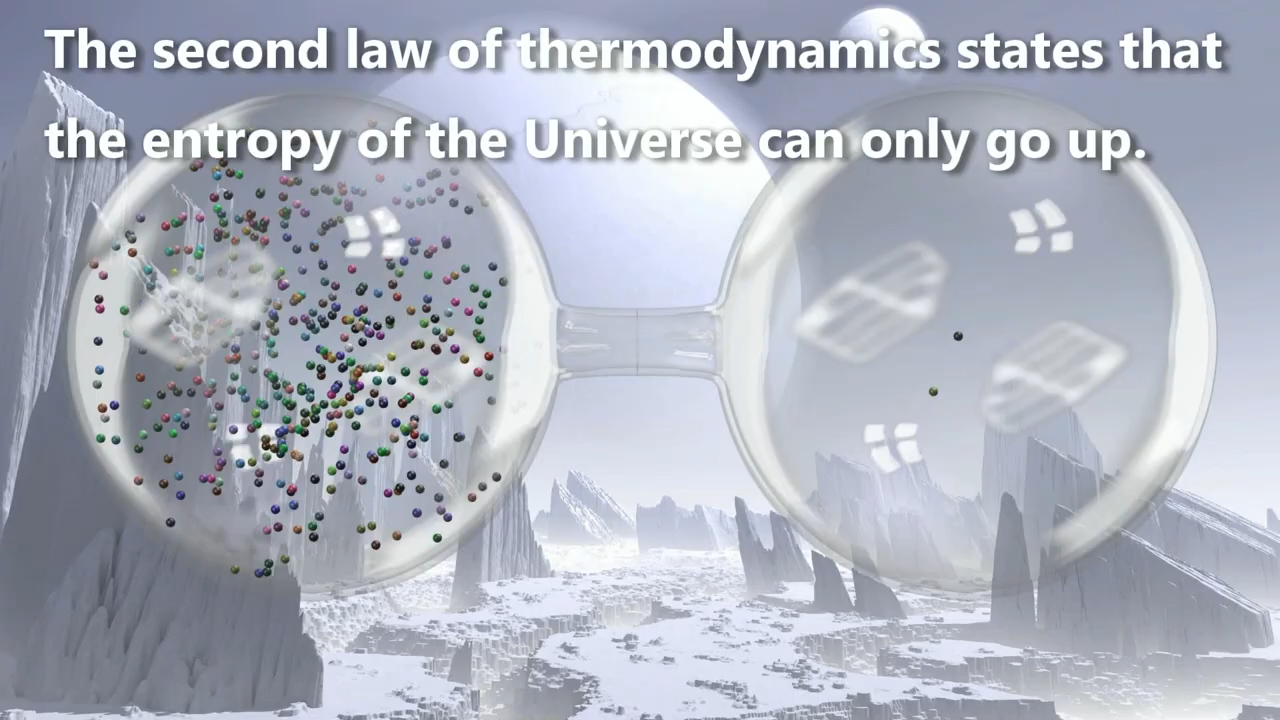 The second law of thermodynamics states that
the entropy of the Universe can only go up.